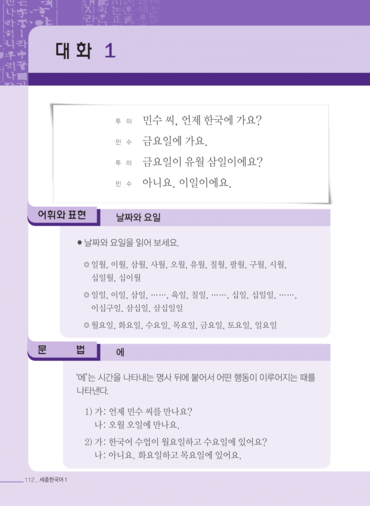 대화 1
투 이 민수 씨, 언제 한국에 가요?
민 수 금요일에 가요.
투 이 금요일이 유월 삼일이에요?
민 수 아니요. 이일이에요.
어휘와 표현 날짜와 요일
● 날짜와 요일을 읽어 보세요.
◎ 일월, 이월, 삼월, 사월, 오월, 유월, 칠월, 팔월, 구월, 시월,
십일월, 십이월
◎ 일일, 이일, 삼일, ……, 육일, 칠일, ……, 십일, 십일일, ……,
이십구일, 삼십일, 삼십일일
◎ 월요일, 화요일, 수요일, 목요일, 금요일, 토요일, 일요일
문 법 에
'에'는 시간을 나타내는 명사 뒤에 붙어서 어떤 행동이 이루어지는 때를
나타낸다.
1) 가: 언제 민수 씨를 만나요?
나: 오월 오일에 만나요.
2) 가: 한국어 수업이 월요일하고 수요일에 있어요?
나: 아니요. 화요일하고 목요일에 있어요.
112 _ 세종한국어 1